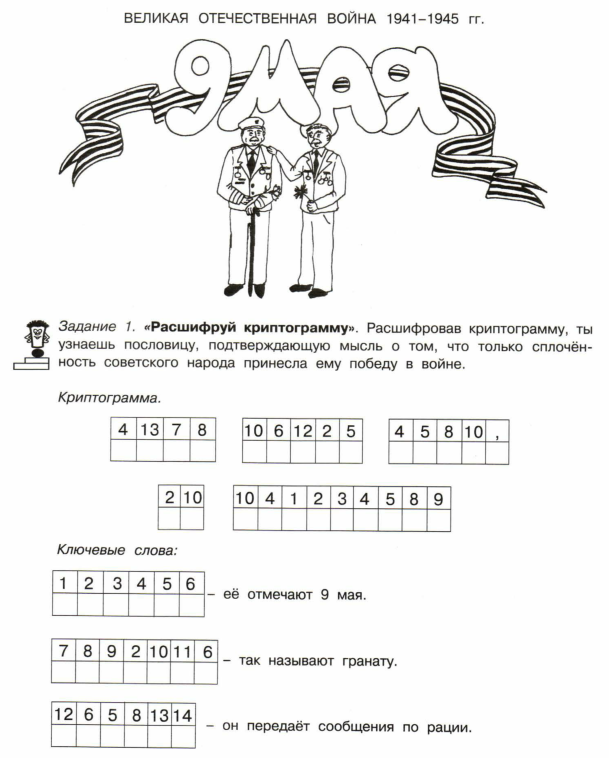 ВЕЛИКАЯ ОТЕЧЕСТВЕННАЯ ВОЙНА 1941–1945 гг.
9 МАЯ
Задание 1. «Расшифруй криптограмму». Расшифровав криптограмму, ты
узнаешь пословицу, подтверждающую мысль о том, что только сплочён-
ность советского народа принесла ему победу в войне.
Криптограмма.
4 13 7 8 10 6 12 2 5 4 5 8 10 ,
2 10 10 4 1 2 3 4 5 8 9
Ключевые слова:
1 2 3 4 5 6
– её отмечают 9 мая.
7 8 9 2 10 11 6
– так называют гранату.
12 6 5 8 13 14
– он передаёт сообщения по рации.